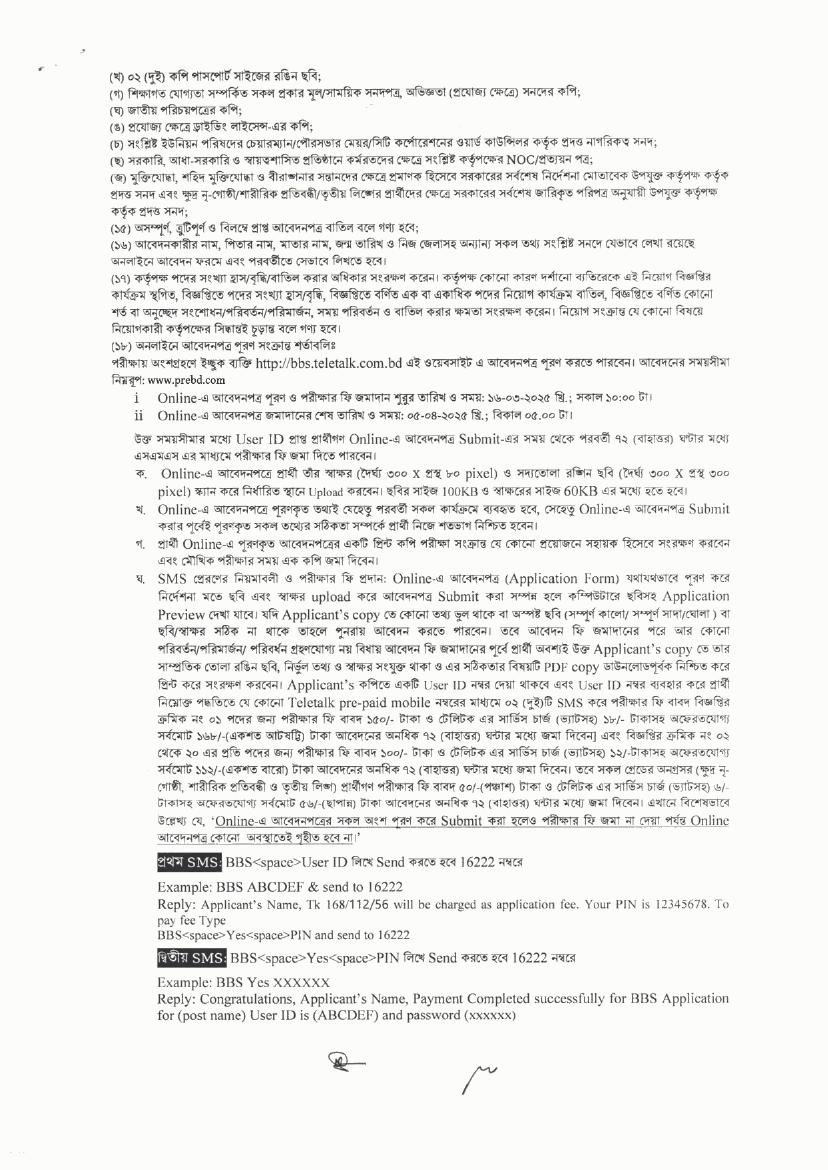 (খ) ০২ (দুই) কপি পাসপোর্ট সাইজের রঙিন ছবি;
(গ) শিক্ষাগত যোগ্যতা সম্পর্কিত সকল প্রকার মূল/সাময়িক সনদপত্র, অভিজ্ঞতা (প্রযোজ্য ক্ষেত্রে) সনদের কপি;
(ঘ) জাতীয় পরিচয়পত্রের কপি;
(ঙ) প্রযোজ্য ক্ষেত্রে ড্রাইভিং লাইসেন্স-এর কপি;
(চ) সংশ্লিষ্ট ইউনিয়ন পরিষদের চেয়ারম্যান/পৌরসভার মেয়র/সিটি কর্পোরেশনের ওয়ার্ড কাউন্সিলর কর্তৃক প্রদত্ত নাগরিকত্ব সনদ;
(ছ) সরকারি, আধা-সরকারি ও স্বায়ত্তশাসিত প্রতিষ্ঠানে কর্মরতদের ক্ষেত্রে সংশ্লিষ্ট কর্তৃপক্ষের NOC/প্রত্যয়ন পত্র;
(জ) মুক্তিযোদ্ধা, শহিদ মুক্তিযোদ্ধা ও বীরাঙ্গনার সন্তানদের ক্ষেত্রে প্রমাণক হিসেবে সরকারের সর্বশেষ নির্দেশনা মোতাবেক উপযুক্ত কর্তৃপক্ষ কর্তৃক
প্রদত্ত সনদ এবং ক্ষুদ্র নৃ-গোষ্ঠী/শারীরিক প্রতিবন্ধী/তৃতীয় লিঙ্গের প্রার্থীদের ক্ষেত্রে সরকারের সর্বশেষ জারিকৃত পরিপত্র অনুযায়ী উপযুক্ত কর্তৃপক্ষ
কর্তৃক প্রদত্ত সনদ;
(১৫) অসম্পূর্ণ, ত্রুটিপূর্ণ ও বিলম্বে প্রাপ্ত আবেদনপত্র বাতিল বলে গণ্য হবে;
(১৬) আবেদনকারীর নাম, পিতার নাম, মাতার নাম, জন্ম তারিখ ও নিজ জেলাসহ অন্যান্য সকল তথ্য সংশ্লিষ্ট সনদে যেভাবে লেখা রয়েছে
অনলাইনে আবেদন ফরমে এবং পরবর্তীতে সেভাবে লিখতে হবে।
(১৭) কর্তৃপক্ষ পদের সংখ্যা হ্রাস/বৃদ্ধি/বাতিল করার অধিকার সংরক্ষণ করেন। কর্তৃপক্ষ কোনো কারণ দর্শানো ব্যতিরেকে এই নিয়োগ বিজ্ঞপ্তির
কার্যক্রম স্থগিত, বিজ্ঞপ্তিতে পদের সংখ্যা হ্রাস/বৃদ্ধি, বিজ্ঞপ্তিতে বর্ণিত এক বা একাধিক পদের নিয়োগ কার্যক্রম বাতিল, বিজ্ঞপ্তিতে বর্ণিত কোনো
শর্ত বা অনুচ্ছেদ সংশোধন/পরিবর্তন/পরিমার্জন, সময় পরিবর্তন ও বাতিল করার ক্ষমতা সংরক্ষণ করেন। নিয়োগ সংক্রান্ত যে কোনো বিষয়ে
নিয়োগকারী কর্তৃপক্ষের সিদ্ধান্তই চূড়ান্ত বলে গণ্য হবে।
(১৮) অনলাইনে আবেদনপত্র পূরণ সংক্রান্ত শর্তাবলিঃ
পরীক্ষায় অংশগ্রহণে ইচ্ছুক ব্যক্তি http://bbs.teletalk.com.bd এই ওয়েবসাইট এ আবেদনপত্র পূরণ করতে পারবেন। আবেদনের সময়সীমা
নিম্নরূপ: www.prebd.com
i Online-এ আবেদনপত্র পূরণ ও পরীক্ষার ফি জমাদান শুরুর তারিখ ও সময়: ১৬-০৩-২০২৫ খ্রি.; সকাল ১০:০০ টা।
ii Online-এ আবেদনপত্র জমাদানের শেষ তারিখ ও সময়: ০৫-০৪-২০২৫ খ্রি.; বিকাল ০৫.০০ টা।
উক্ত সময়সীমার মধ্যে User ID প্রাপ্ত প্রার্থীগণ Online-এ আবেদনপত্র Submit-এর সময় থেকে পরবর্তী ৭২ (বাহাত্তর) ঘন্টার মধ্যে
এসএমএস এর মাধ্যমে পরীক্ষার ফি জমা দিতে পারবেন।
ক. Online-এ আবেদনপত্রে প্রার্থী তাঁর স্বাক্ষর (দৈর্ঘ্য ৩০০ X প্রস্থ ৮০ pixel) ও সদ্যতোলা রঙ্গিন ছবি (দৈর্ঘ্য ৩০০ X প্রস্থ ৩০০
pixel) স্ক্যান করে নির্ধারিত স্থানে Upload করবেন। ছবির সাইজ 100KB ও স্বাক্ষরের সাইজ 60KB এর মধ্যে হতে হবে।
খ. Online-এ আবেদনপত্রে পূরণকৃত তথ্যই যেহেতু পরবর্তী সকল কার্যক্রমে ব্যবহৃত হবে, সেহেতু Online-এ আবেদনপত্র Submit
করার পূর্বেই পূরণকৃত সকল তথ্যের সঠিকতা সম্পর্কে প্রার্থী নিজে শতভাগ নিশ্চিত হবেন।
গ. প্রার্থী Online-এ পূরণকৃত আবেদনপত্রের একটি প্রিন্ট কপি পরীক্ষা সংক্রান্ত যে কোনো প্রয়োজনে সহায়ক হিসেবে সংরক্ষণ করবেন
এবং মৌখিক পরীক্ষার সময় এক কপি জমা দিবেন।
ঘ. SMS প্রেরণের নিয়মাবলী ও পরীক্ষার ফি প্রদান: Online-এ আবেদনপত্র (Application Form) যথাযথভাবে পূরণ করে
নির্দেশনা মতে ছবি এবং স্বাক্ষর upload করে আবেদনপত্র Submit করা সম্পন্ন হলে কম্পিউটারে ছবিসহ Application
Preview দেখা যাবে। যদি Applicant's copy তে কোনো তথ্য ভুল থাকে বা অস্পষ্ট ছবি (সম্পূর্ণ কালো/ সম্পূর্ণ সাদা/ঘোলা ) বা
ছবি/স্বাক্ষর সঠিক না থাকে তাহলে পুনরায় আবেদন করতে পারবেন। তবে আবেদন ফি জমাদানের পরে আর কোনো
পরিবর্তন/পরিমার্জন/ পরিবর্ধন গ্রহণযোগ্য নয় বিধায় আবেদন ফি জমাদানের পূর্বে প্রার্থী অবশ্যই উক্ত Applicant's copy তে তার
সাম্প্রতিক তোলা রঙিন ছবি, নির্ভুল তথ্য ও স্বাক্ষর সংযুক্ত থাকা ও এর সঠিকতার বিষয়টি PDF copy ডাউনলোডপূর্বক নিশ্চিত করে
প্রিন্ট করে সংরক্ষণ করবেন। Applicant's কপিতে একটি User ID নম্বর দেয়া থাকবে এবং User ID নম্বর ব্যবহার করে প্রার্থী
নিম্নোক্ত পদ্ধতিতে যে কোনো Teletalk pre-paid mobile নম্বরের মাধ্যমে ০২ (দুই)টি SMS করে পরীক্ষার ফি বাবদ বিজ্ঞপ্তির
ক্রমিক নং ০১ পদের জন্য পরীক্ষার ফি বাবদ ১৫০/- টাকা ও টেলিটক এর সার্ভিস চার্জ (ভ্যাটসহ) ১৮/- টাকাসহ অফেরতযোগ্য
সর্বমোট ১৬৮/-(একশত আটষট্টি) টাকা আবেদনের অনধিক ৭২ (বাহাত্তর) ঘন্টার মধ্যে জমা দিবেন] এবং বিজ্ঞপ্তির ক্রমিক নং ০২
থেকে ২০ এর প্রতি পদের জন্য পরীক্ষার ফি বাবদ ১০০/- টাকা ও টেলিটক এর সার্ভিস চার্জ (ভ্যাটসহ) ১২/-টাকাসহ অফেরতযোগ্য
সর্বমোট ১১২/-(একশত বারো) টাকা আবেদনের অনধিক ৭২ (বাহাত্তর) ঘন্টার মধ্যে জমা দিবেন। তবে সকল গ্রেডের অনগ্রসর (ক্ষুদ্র নৃ-
গোষ্ঠী, শারীরিক প্রতিবন্ধী ও তৃতীয় লিঙ্গ) প্রার্থীগণ পরীক্ষার ফি বাবদ ৫০/-(পঞ্চাশ) টাকা ও টেলিটক এর সার্ভিস চার্জ (ভ্যাটসহ) ৬/-
টাকাসহ অফেরতযোগ্য সর্বমোট ৫৬/-(ছাপান্ন) টাকা আবেদনের অনধিক ৭২ (বাহাত্তর) ঘন্টার মধ্যে জমা দিবেন। এখানে বিশেষভাবে
উল্লেখ্য যে, 'Online-এ আবেদনপত্রের সকল অংশ পূরণ করে Submit করা হলেও পরীক্ষার ফি জমা না দেয়া পর্যন্ত Online
আবেদনপত্র কোনো অবস্থাতেই গৃহীত হবে না।'
প্রথম SMS: BBS<space>User ID লিখে Send করতে হবে 16222 নম্বরে
Example: BBS ABCDEF & send to 16222
Reply: Applicant's Name, Tk 168/112/56 will be charged as application fee. Your PIN is 12345678. To
pay fee Type
BBS<space>Yes<space>PIN and send to 16222
দ্বিতীয় SMS: BBS<space>Yes<space>PIN লিখে Send করতে হবে 16222 নম্বরে
Example: BBS Yes XXXXXX
Reply: Congratulations, Applicant's Name, Payment Completed successfully for BBS Application
for (post name) User ID is (ABCDEF) and password (xxxxxx)